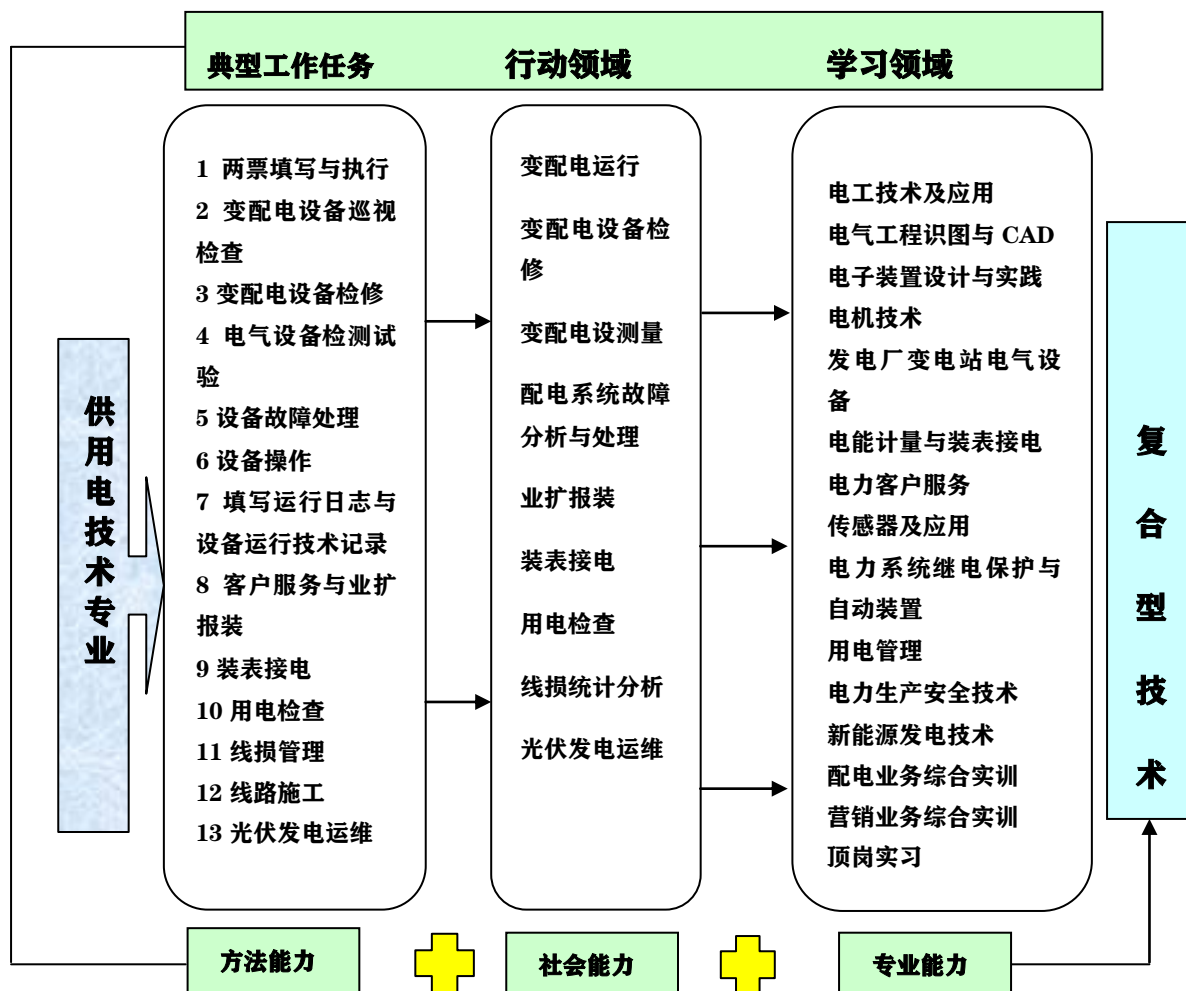 典型工作任务 行动领域 学习领域
供用电技术专业
1 两票填写与执行
2 变配电设备巡视
检查
3 变配电设备检修
4 电气设备检测试
验
5 设备故障处理
6 设备操作
7 填写运行日志与
设备运行技术记录
8 客户服务与业扩
报装
9 装表接电
10 用电检查
11 线损管理
12 线路施工
13 光伏发电运维
变配电运行
变配电设备检
修
变配电设测量
配电系统故障
分析与处理
业扩报装
装表接电
用电检查
线损统计分析
光伏发电运维
电工技术及应用
电气工程识图与 CAD
电子装置设计与实践
电机技术
发电厂变电站电气设
备
电能计量与装表接电
电力客户服务
传感器及应用
电力系统继电保护与
自动装置
用电管理
电力生产安全技术
新能源发电技术
配电业务综合实训
营销业务综合实训
顶岗实习
复合型技术
方法能力 社会能力 专业能力